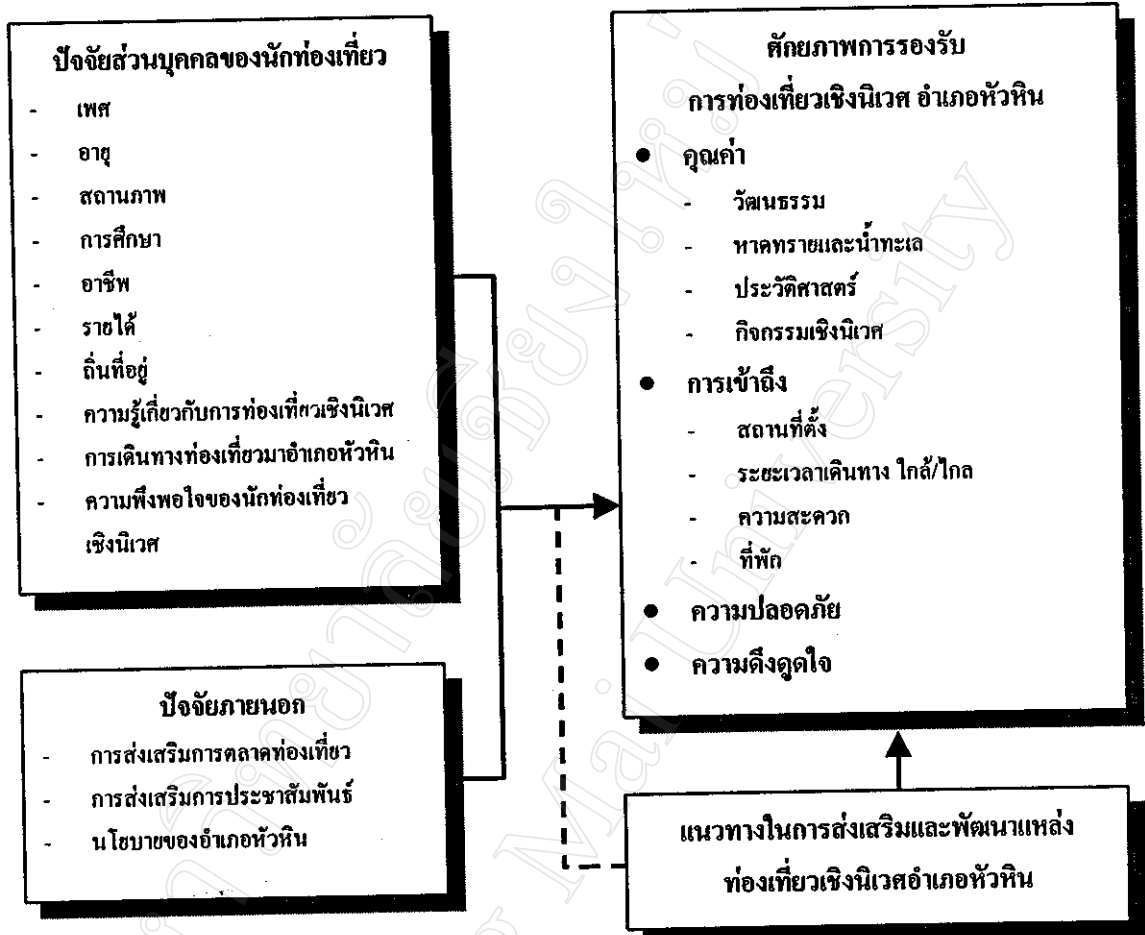 ปัจจัยส่วนบุคคลของนักท่องเที่ยว
- เพศ
- อายุ
- สถานภาพ
- การศึกษา
- อาชีพ
- รายได้
- ถิ่นที่อยู่
- ความรู้เกี่ยวกับการท่องเที่ยวเชิงนิเวศ
- การเดินทางท่องเที่ยวมาอำเภอหัวหิน
- ความพึงพอใจของนักท่องเที่ยว
เชิงนิเวศ
ปัจจัยภายนอก
- การส่งเสริมการตลาดท่องเที่ยว
- การส่งเสริมการประชาสัมพันธ์
- นโยบายของอำเภอหัวหิน
ศักยภาพการรองรับ
การท่องเที่ยวเชิงนิเวศ อำเภอหัวหิน
● คุณค่า
- วัฒนธรรม
- หาดทรายและน้ำทะเล
- ประวัติศาสตร์
- กิจกรรมเชิงนิเวศ
● การเข้าถึง
- สถานที่ตั้ง
- ระยะเวลาเดินทาง ใกล้/ไกล
- ความสะดวก
- ที่พัก
● ความปลอดภัย
● ความดึงดูดใจ
แนวทางในการส่งเสริมและพัฒนาแหล่ง
ท่องเที่ยวเชิงนิเวศอำเภอหัวหิน
Mai University